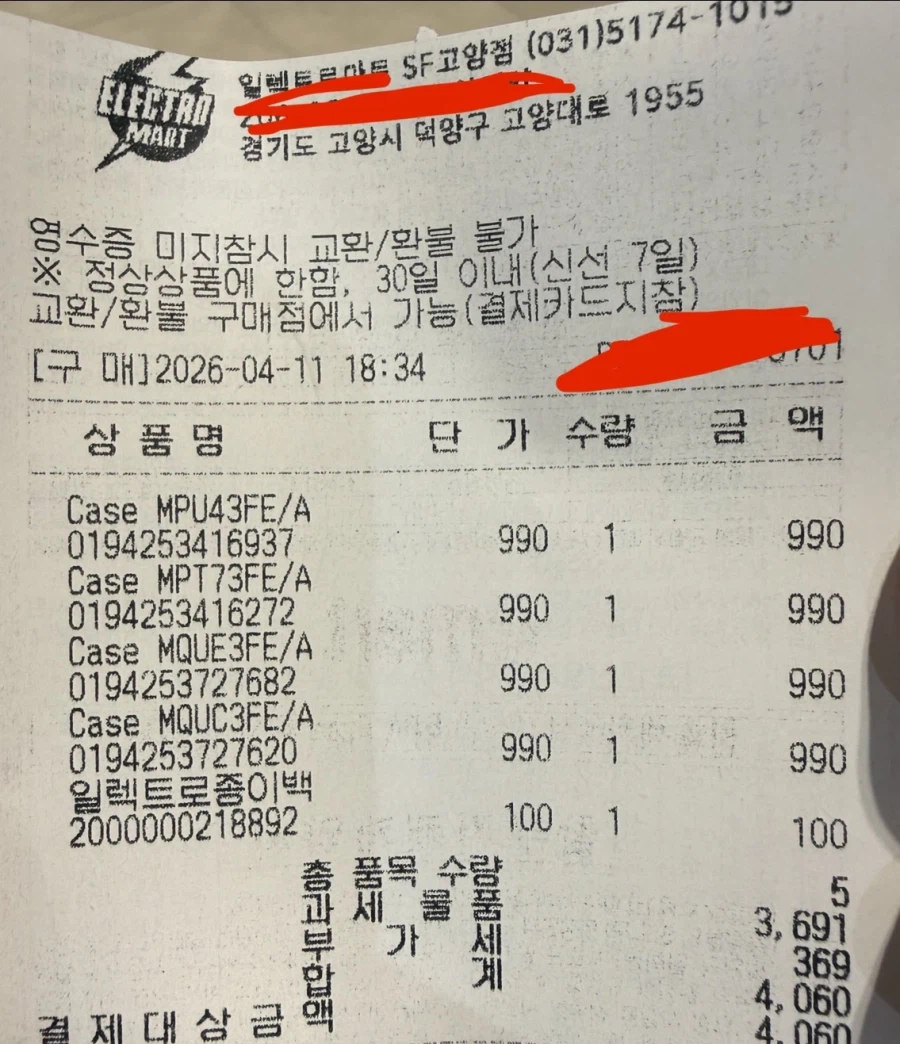 ELECTRO
MART
일렉트로마트 SF고양점 (031)5174-1015
경기도 고양시 덕양구 고양대로 1955
영수증 미지참시 교환/환불 불가
※ 정상상품에 한함, 30일 이내(신선 7일)
교환/환불 구매점에서 가능(결제카드지참)
[구 매]2026-04-11 18:34
상 품 명 단 가 수량 금 액
Case MPU43FE/A
0194253416937 990 1 990
Case MPT73FE/A
0194253416272 990 1 990
Case MQUE3FE/A
0194253727682 990 1 990
Case MQUC3FE/A
0194253727620 990 1 990
일렉트로종이백
2000000218892 100 1 100
총 품목 수량 5
과 세 물 품 3,691
부 가 세 369
합 계 4,060
결 제 대 상 금 액 4,060